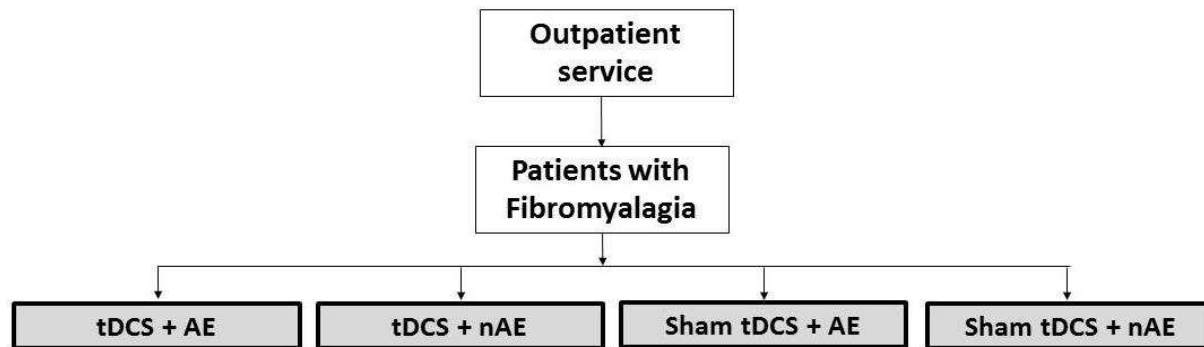 Outpatient
service
Patients with
Fibromyalagia
tDCS + AE
tDCS + nAE
Sham tDCS + AE
Sham tDCS + nAE